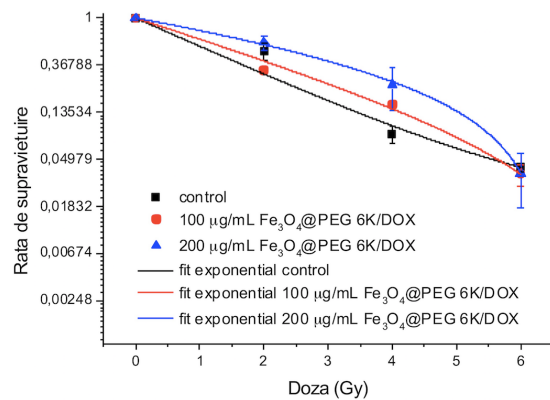 1
0,36788
0,13534
0,04979
0,01832
0,00674
0,00248
Rata de supravietuire
control
100 μg/mL Fe3O4@PEG 6K/DOX
200 μg/mL Fe3O4@PEG 6K/DOX
fit exponential control
fit exponential 100 μg/mL Fe3O4@PEG 6K/DOX
fit exponential 200 μg/mL Fe3O4@PEG 6K/DOX
0 1 2 3 4 5 6
Doza (Gy)